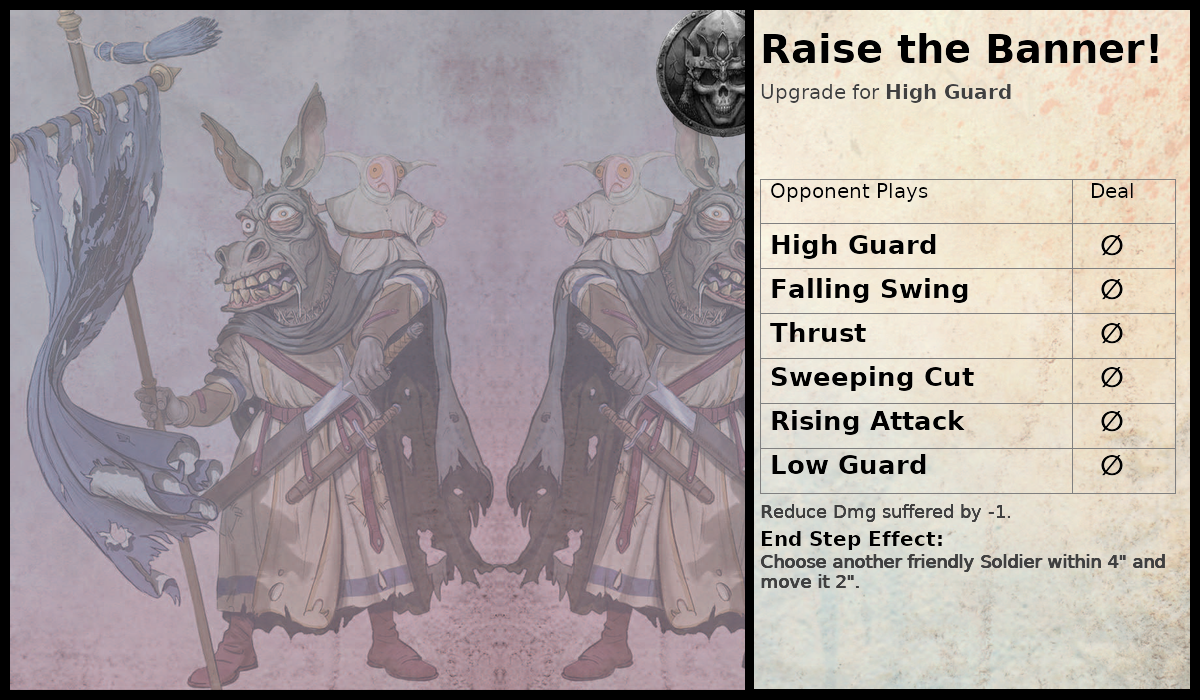 Raise the Banner!
Upgrade for High Guard
Opponent Plays Deal
High Guard ∅
Falling Swing ∅
Thrust ∅
Sweeping Cut ∅
Rising Attack ∅
Low Guard ∅
Reduce Dmg suffered by -1.
End Step Effect:
Choose another friendly Soldier within 4" and
move it 2".